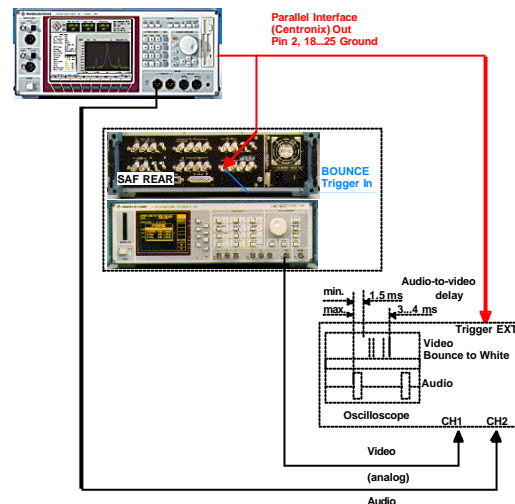 Parallel Interface
(Centronix) Out
Pin 2, 18...25 Ground
SAF REAR
BOUNCE
Trigger In
Audio-to-video
delay
min.
1.5 ms
max.
3...4 ms
Trigger EXT
Video
Bounce to White
Audio
Oscilloscope
CH1
CH2
Video
(analog)
Audio